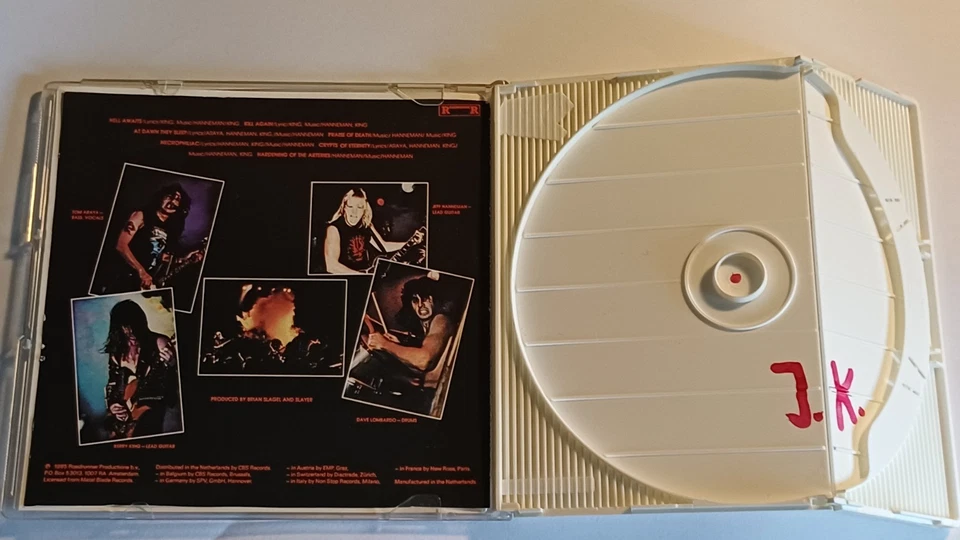 R R
HELL AWAITS (Lyrics/KING, Music/HANNEMAN/KING) KILL AGAIN (Lyric/KING, Music/HANNEMAN, KING)
AT DAWN THEY SLEEP (Lyrics/ARAYA, HANNEMAN, KING/Music/HANNEMAN) PRAISE OF DEATH (Music/HANNEMAN/ Music/KING
NECROPHILIAC (Lyrics/HANNEMAN, KING/Music/HANNEMAN) CRYPTS OF ETERNITY (Lyrics/ARAYA, HANNEMAN, KING/
Music/HANNEMAN, KING) HARDENING OF THE ARTERIES (HANNEMAN/Music/HANNEMAN
TOM ARAYA —
BASS, VOCALS
JEFF HANNEMAN —
LEAD GUITAR
PRODUCED BY BRIAN SLAGEL AND SLAYER
DAVE LOMBARDO — DRUMS
KERRY KING — LEAD GUITAR
℗ 1985 Roadrunner Productions b.v.
P.O. Box 53013, 1007 RA Amsterdam.
Licensed from Metal Blade Records.
Distributed in the Netherlands by CBS Records
– in Belgium by CBS Records, Brussels,
– in Germany by SPV, GmbH, Hannover.
– in Austria by EMP, Graz,
– in Switzerland by Disctrade, Zürich,
– in Italy by Non Stop Records, Milano,
– in France by New Rose, Paris.
Manufactured in the Netherlands
J.K.